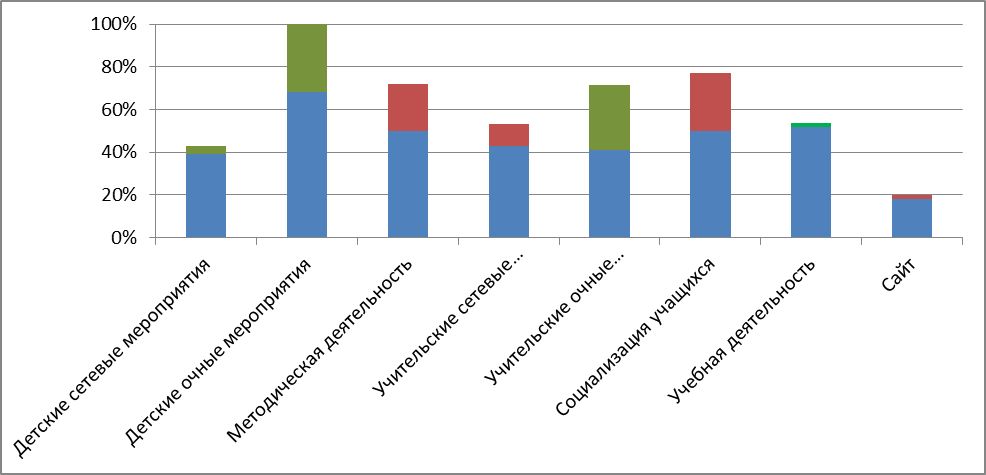 100%
80%
60%
40%
20%
0%
Детские сетевые мероприятия
Детские очные мероприятия
Методическая деятельность
Учительские сетевые...
Учительские очные...
Социализация учащихся
Учебная деятельность
Сайт